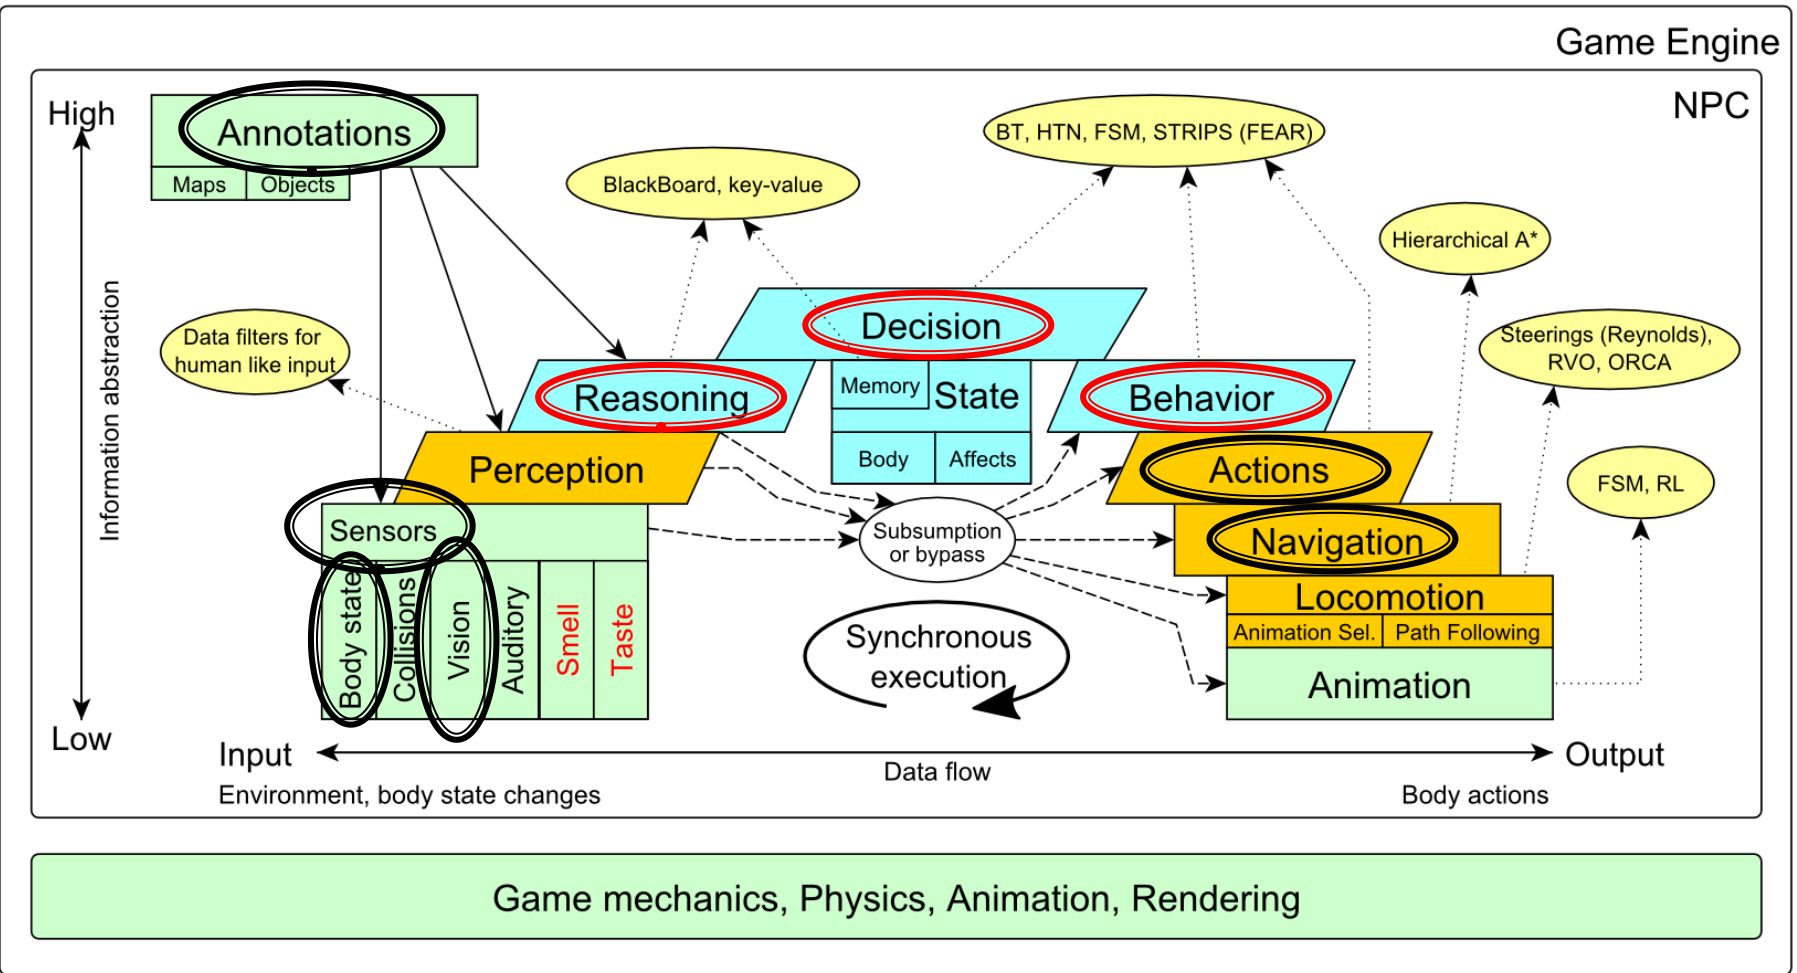 Game Engine
NPC
High
Annotations
Maps
Objects
BT, HTN, FSM, STRIPS (FEAR)
BlackBoard, key-value
Hierarchical A*
Information abstraction
Data filters for
human like input
Decision
Steerings (Reynolds),
RVO, ORCA
Reasoning
Memory
State
Behavior
Perception
Body
Affects
Actions
FSM, RL
Sensors
Subsumption
or bypass
Navigation
Body state
Collisions
Vision
Auditory
Smell
Taste
Locomotion
Animation Sel.
Path Following
Synchronous
execution
Animation
Low
Input
Output
Data flow
Environment, body state changes
Body actions
Game mechanics, Physics, Animation, Rendering